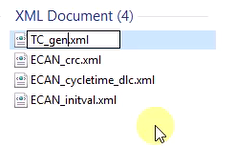 XML Document (4)
TC_gen.xml
ECAN_crc.xml
ECAN_cycletime_dlc.xml
ECAN_initval.xml